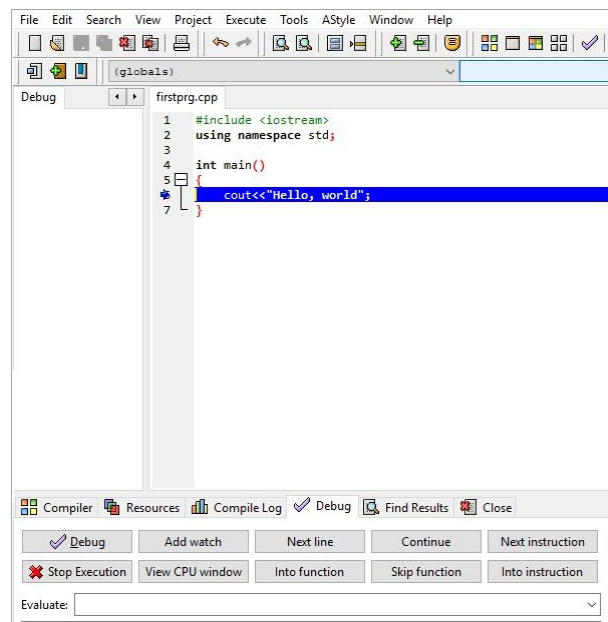 File Edit Search View Project Execute Tools AStyle Window Help
(globals)
Debug firstprg.cpp
1 #include <iostream>
2 using namespace std;
3
4 int main()
5 {
cout<<"Hello, world";
7 }
Compiler Resources Compile Log Debug Find Results Close
Debug Add watch Next line Continue Next instruction
Stop Execution View CPU window Into function Skip function Into instruction
Evaluate: